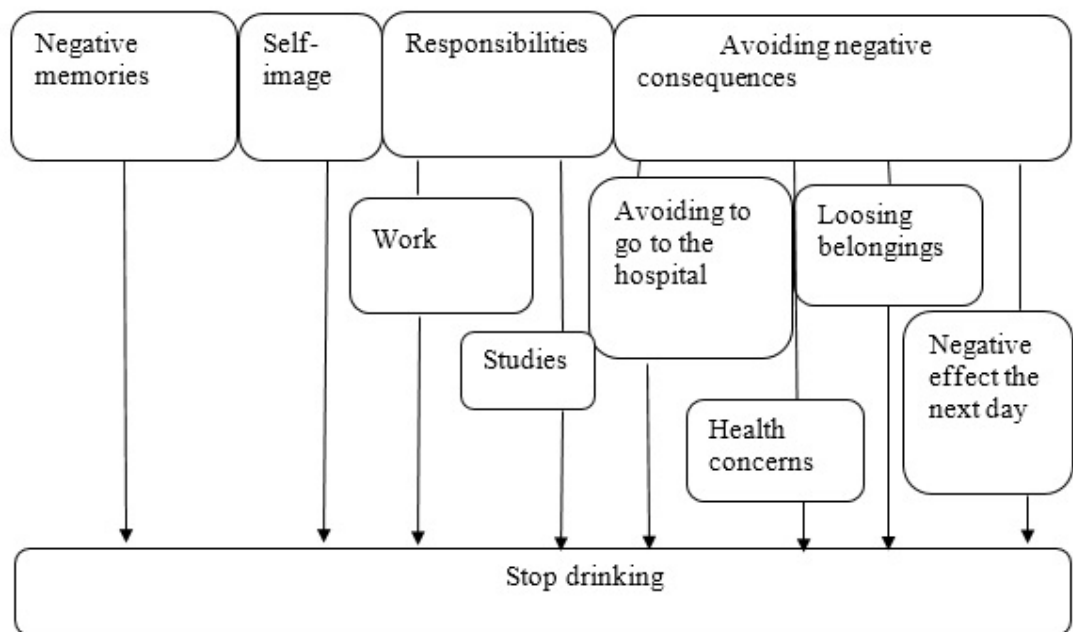 Negative
memories
Self-
image
Responsibilities
Avoiding negative
consequences
Work
Studies
Avoiding to
go to the
hospital
Health
concerns
Loosing
belongings
Negative
effect the
next day
Stop drinking